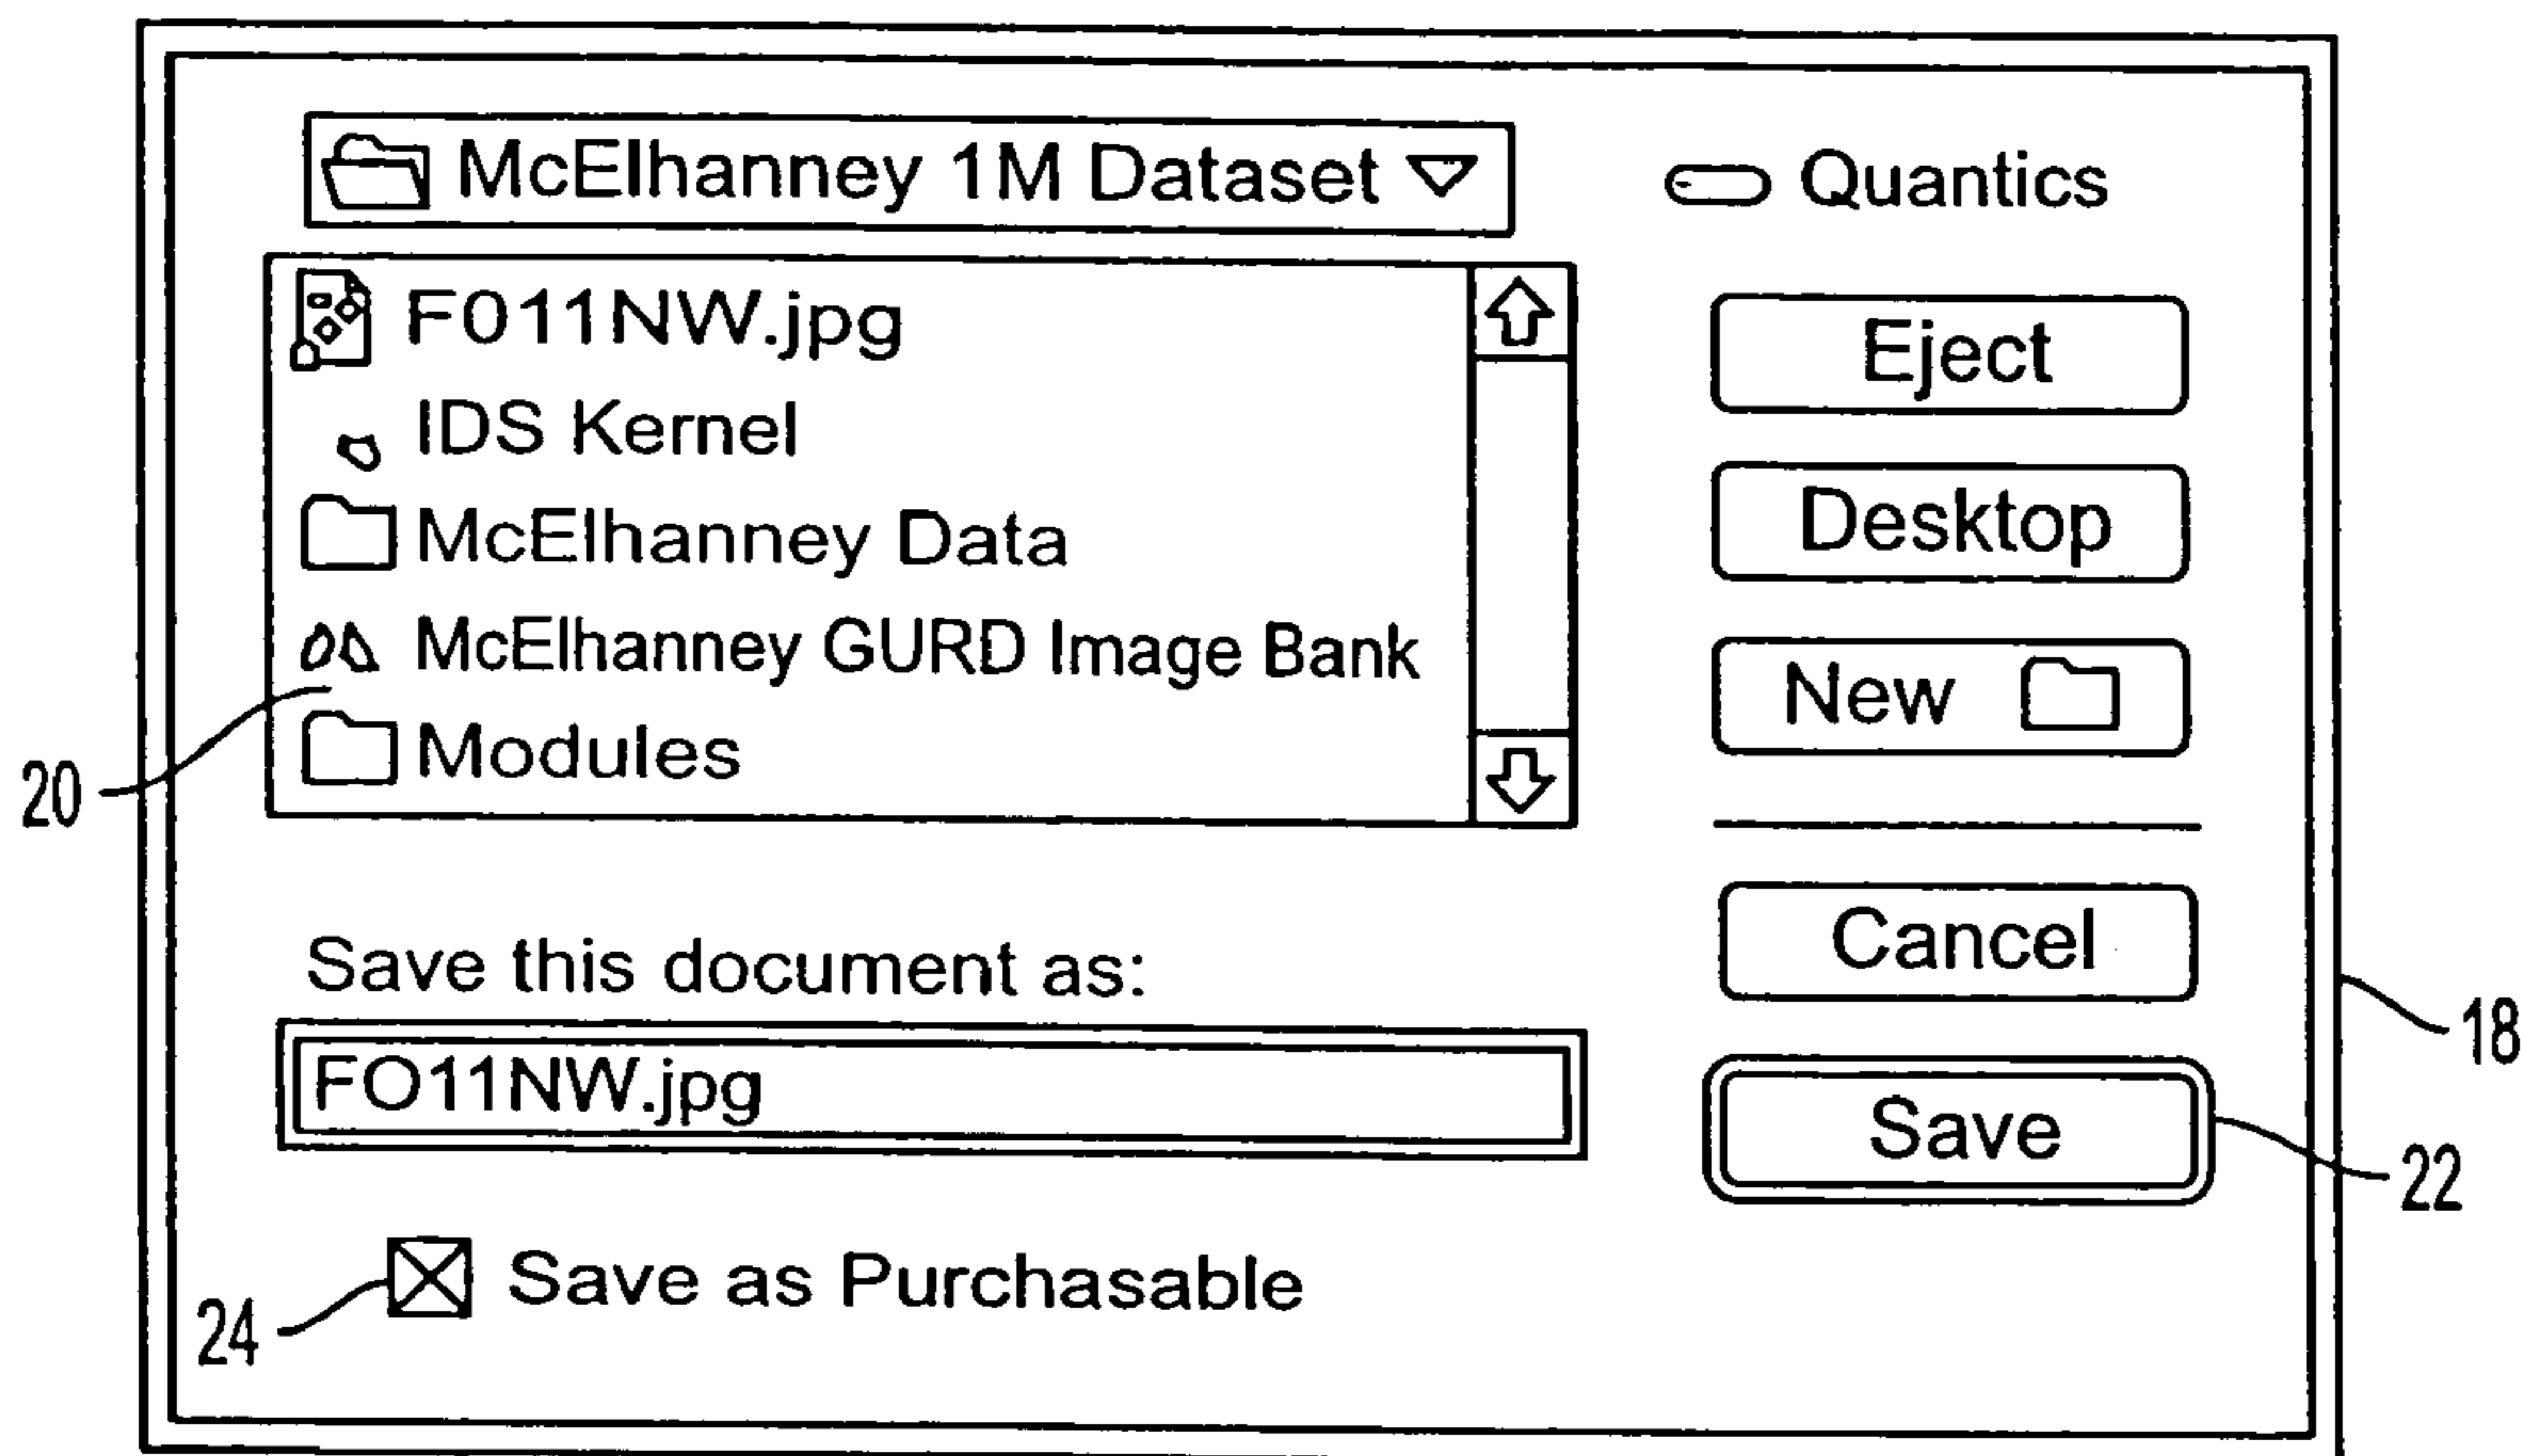 McElhanney 1M Dataset
Quantics
F011NW.jpg
IDS Kernel
McElhanney Data
McElhanney GURD Image Bank
Modules
Eject
Desktop
New
20
Save this document as:
FO11NW.jpg
Cancel
Save
18
22
Save as Purchasable
24